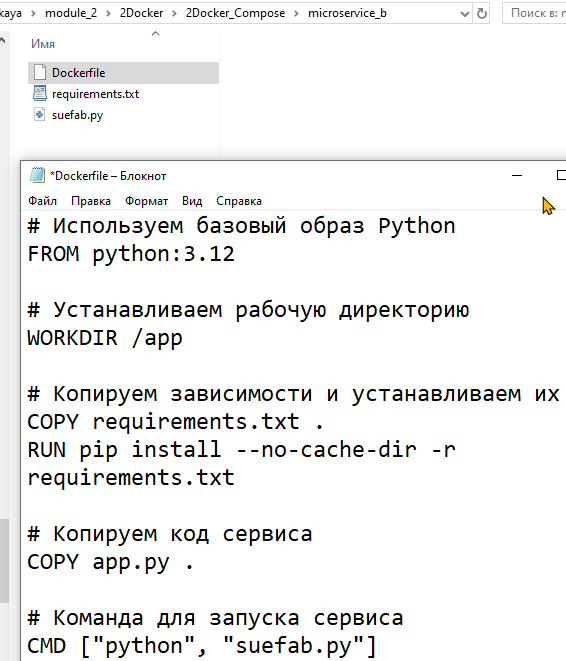 kaya › module_2 › 2Docker › 2Docker_Compose › microservice_b
Поиск в: п
Имя
Dockerfile
requirements.txt
suefab.py
*Dockerfile – Блокнот
Файл Правка Формат Вид Справка
# Используем базовый образ Python
FROM python:3.12
# Устанавливаем рабочую директорию
WORKDIR /app
# Копируем зависимости и устанавливаем их
COPY requirements.txt .
RUN pip install --no-cache-dir -r
requirements.txt
# Копируем код сервиса
COPY app.py .
# Команда для запуска сервиса
CMD ["python", "suefab.py"]